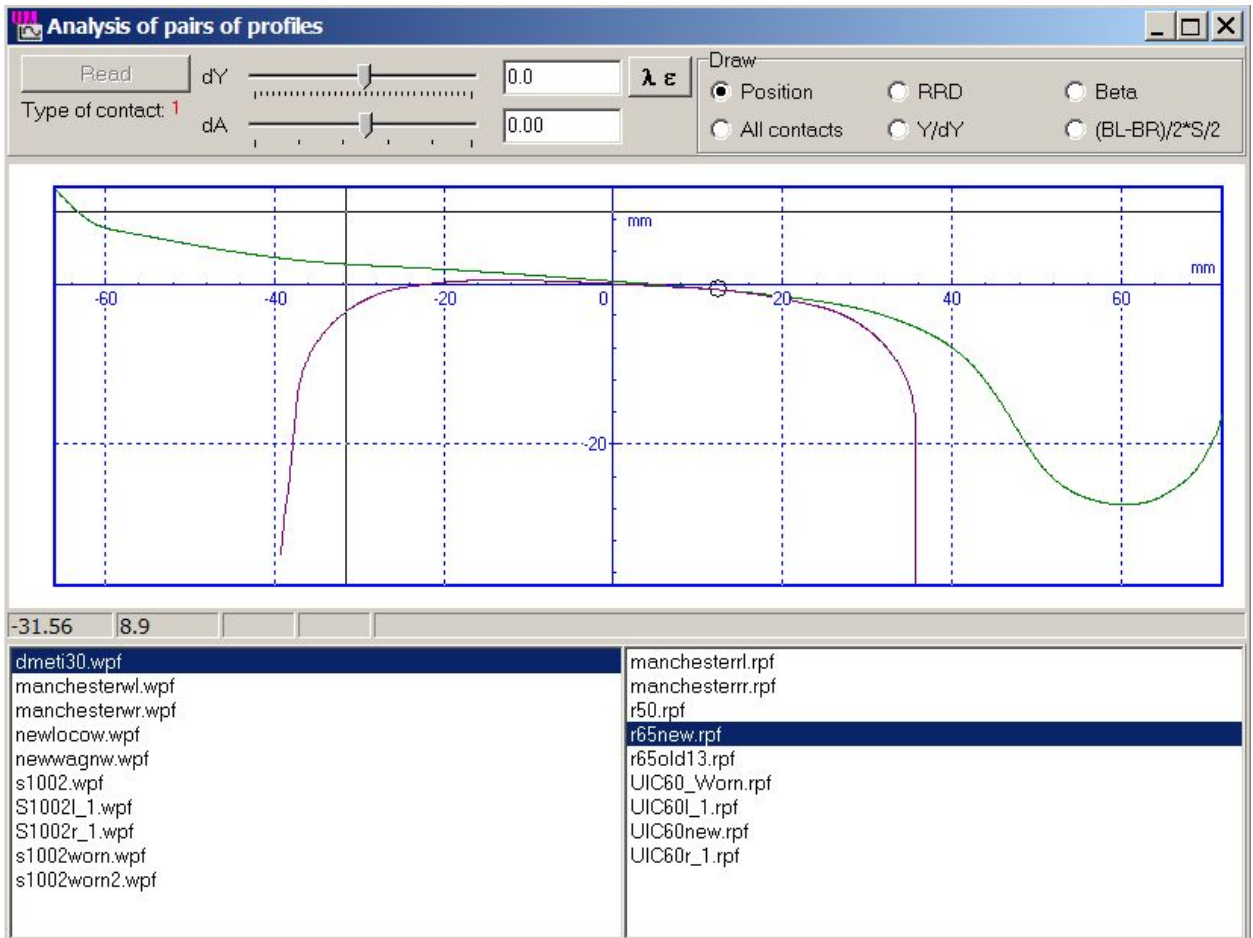 Analysis of pairs of profiles
Read
dY
0.0
λ ε
Draw
Position
RRD
Beta
Type of contact: 1
dA
0.00
All contacts
Y/dY
(BL-BR)/2*S/2
mm
mm
-60
-40
-20
0
20
40
60
-20
-31.56
8.9
dmeti30.wpf
manchesterwl.wpf
manchesterwr.wpf
newlocow.wpf
newwagnw.wpf
s1002.wpf
S1002l_1.wpf
S1002r_1.wpf
s1002worn.wpf
s1002worn2.wpf
manchesterrl.rpf
manchesterrr.rpf
r50.rpf
r65new.rpf
r65old13.rpf
UIC60_Worn.rpf
UIC60l_1.rpf
UIC60new.rpf
UIC60r_1.rpf